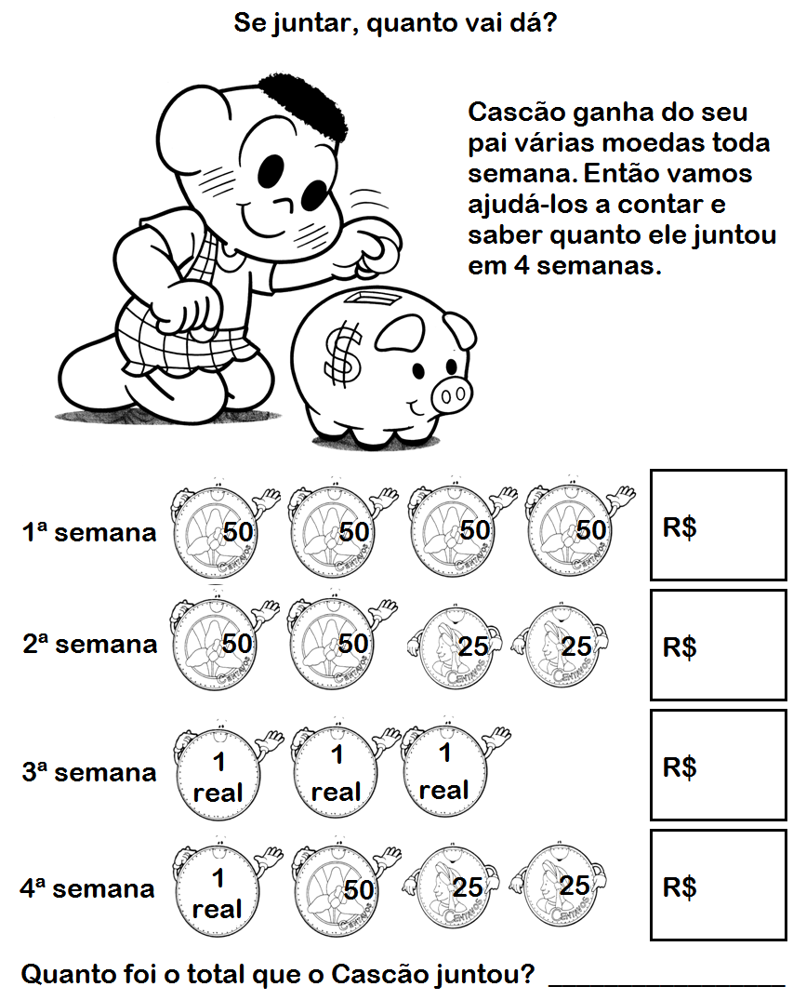 Se juntar, quanto vai dá?
Cascão ganha do seu
pai várias moedas toda
semana. Então vamos
ajudá-los a contar e
saber quanto ele juntou
em 4 semanas.
$
1ª semana 50 CENTAVOS 50 CENTAVOS 50 CENTAVOS 50 CENTAVOS R$
2ª semana 50 CENTAVOS 50 CENTAVOS 25 CENTAVOS 25 CENTAVOS R$
3ª semana 1 real 1 real 1 real R$
4ª semana 1 real 50 CENTAVOS 25 CENTAVOS 25 CENTAVOS R$
Quanto foi o total que o Cascão juntou? ________________